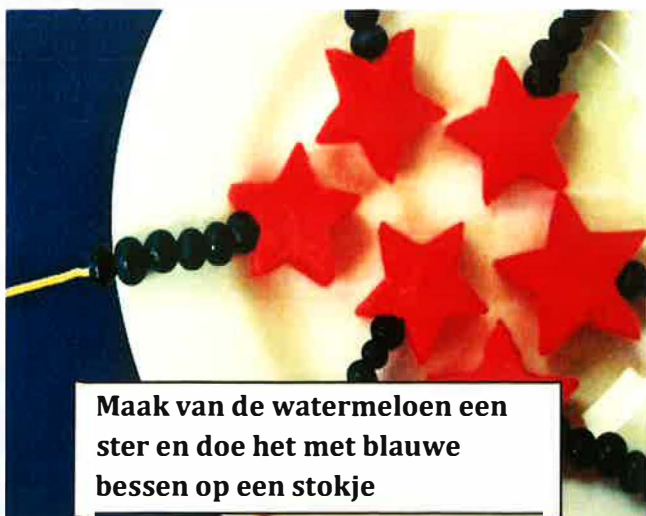 Maak van de watermeloen een
ster en doe het met blauwe
bessen op een stokje